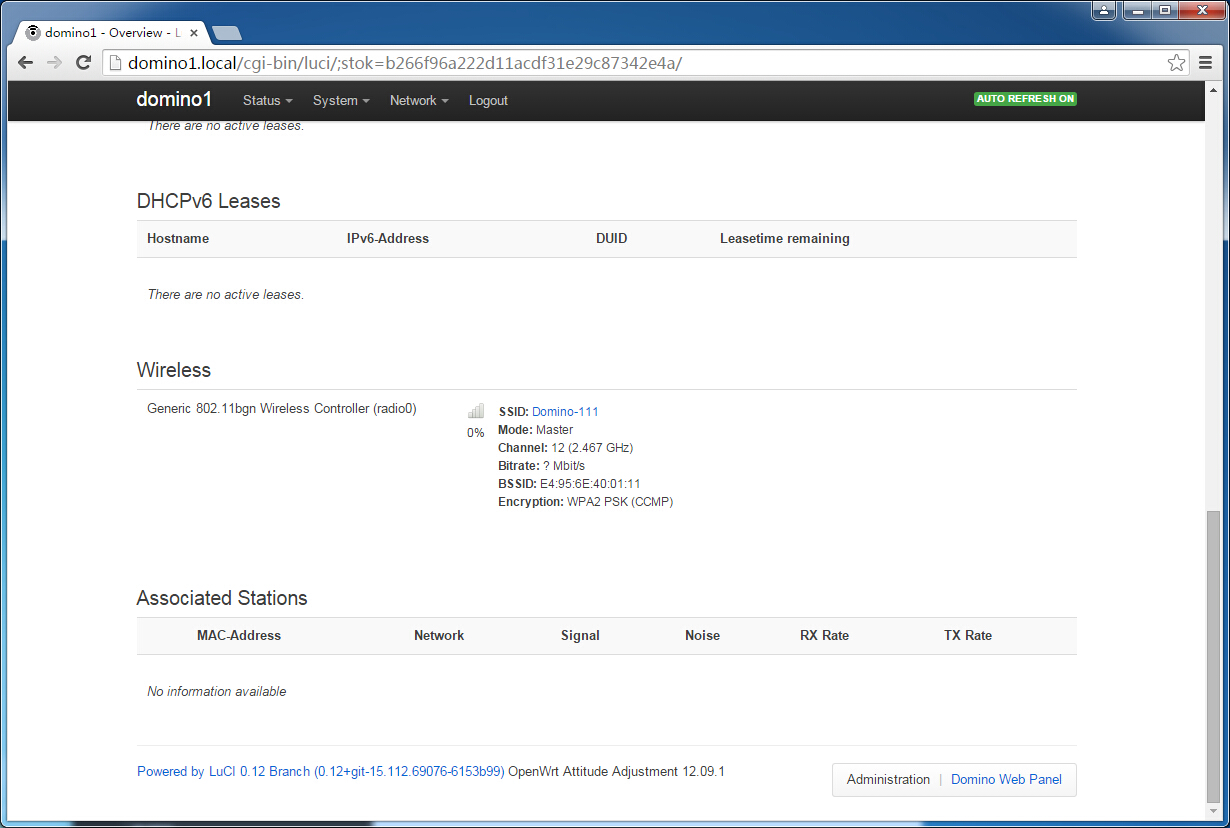 domino1 - Overview - L
domino1.local/cgi-bin/luci/;stok=b266f96a222d11acdf31e29c87342e4a/
domino1 Status System Network Logout AUTO REFRESH ON
There are no active leases.
DHCPv6 Leases
Hostname IPv6-Address DUID Leasetime remaining
There are no active leases.
Wireless
Generic 802.11bgn Wireless Controller (radio0)
0%
SSID: Domino-111
Mode: Master
Channel: 12 (2.467 GHz)
Bitrate: ? Mbit/s
BSSID: E4:95:6E:40:01:11
Encryption: WPA2 PSK (CCMP)
Associated Stations
MAC-Address Network Signal Noise RX Rate TX Rate
No information available
Powered by LuCI 0.12 Branch (0.12+git-15.112.69076-6153b99) OpenWrt Attitude Adjustment 12.09.1
Administration | Domino Web Panel